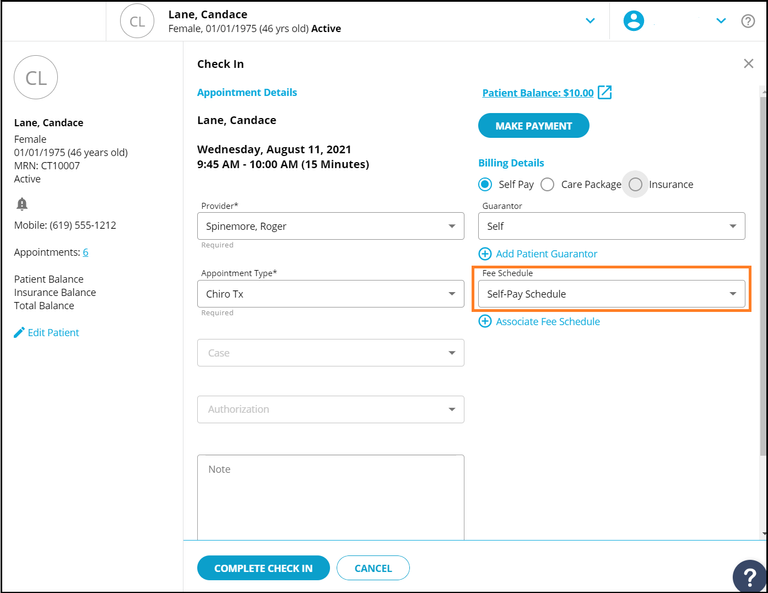 CL
Lane, Candace
Female, 01/01/1975 (46 yrs old) Active
CL
Lane, Candace
Female
01/01/1975 (46 years old)
MRN: CT10007
Active
Mobile: (619) 555-1212
Appointments: 6
Patient Balance
Insurance Balance
Total Balance
Edit Patient
Check In
Appointment Details
Lane, Candace
Wednesday, August 11, 2021
9:45 AM - 10:00 AM (15 Minutes)
Provider*
Spinemore, Roger
Required
Appointment Type*
Chiro Tx
Required
Case
Authorization
Note
Patient Balance: $10.00
MAKE PAYMENT
Billing Details
Self Pay Care Package Insurance
Guarantor
Self
Add Patient Guarantor
Fee Schedule
Self-Pay Schedule
Associate Fee Schedule
COMPLETE CHECK IN
CANCEL
?